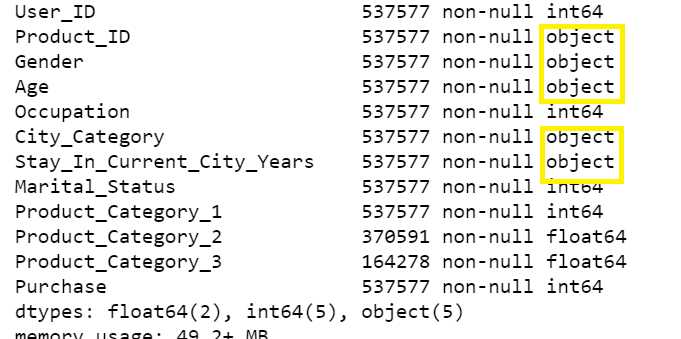 User_ID 537577 non-null int64
Product_ID 537577 non-null object
Gender 537577 non-null object
Age 537577 non-null object
Occupation 537577 non-null int64
City_Category 537577 non-null object
Stay_In_Current_City_Years 537577 non-null object
Marital_Status 537577 non-null int64
Product_Category_1 537577 non-null int64
Product_Category_2 370591 non-null float64
Product_Category_3 164278 non-null float64
Purchase 537577 non-null int64
dtypes: float64(2), int64(5), object(5)
memory usage: 49.2+ MB